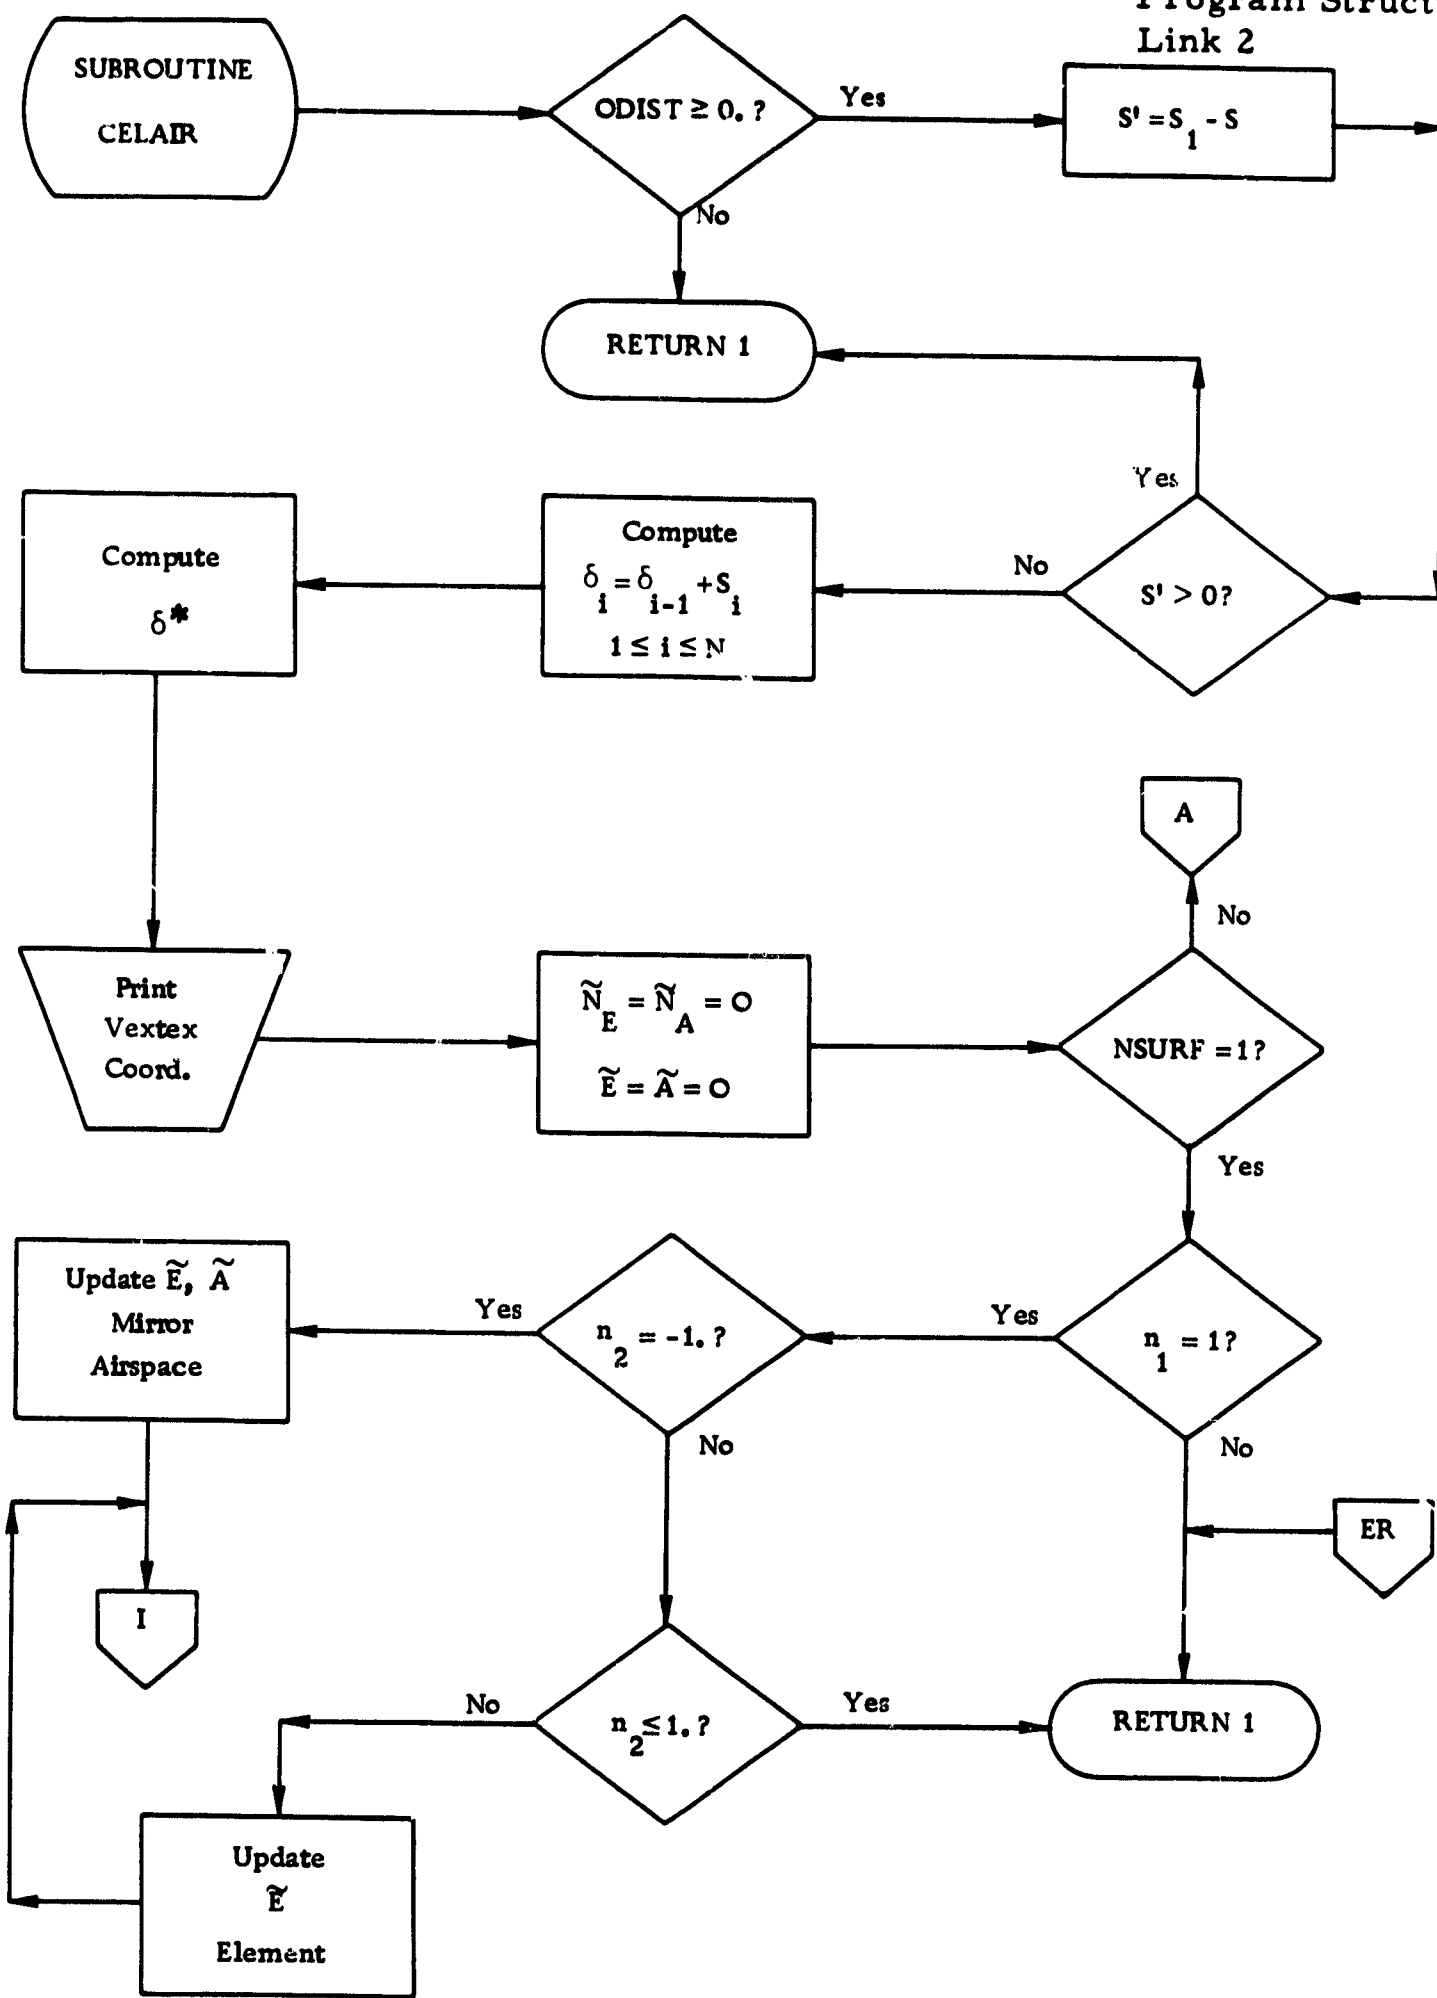 Program Struct
Link 2
SUBROUTINE
CELAIR
ODIST ≥ 0. ?
Yes
S' = S₁ - S
No
RETURN 1
Yes
Compute
δ*
Compute
δᵢ = δᵢ₋₁ + Sᵢ
1 ≤ i ≤ N
No
S' > 0?
A
No
Print
Vextex
Coord.
Ñ_E = Ñ_A = O
Ẽ = Ã = O
NSURF = 1?
Yes
Update Ẽ, Ã
Mirror
Airspace
Yes
n₂ = -1. ?
Yes
n₁ = 1?
No
No
ER
I
No
n₂ ≤ 1. ?
Yes
RETURN 1
Update
Ẽ
Element